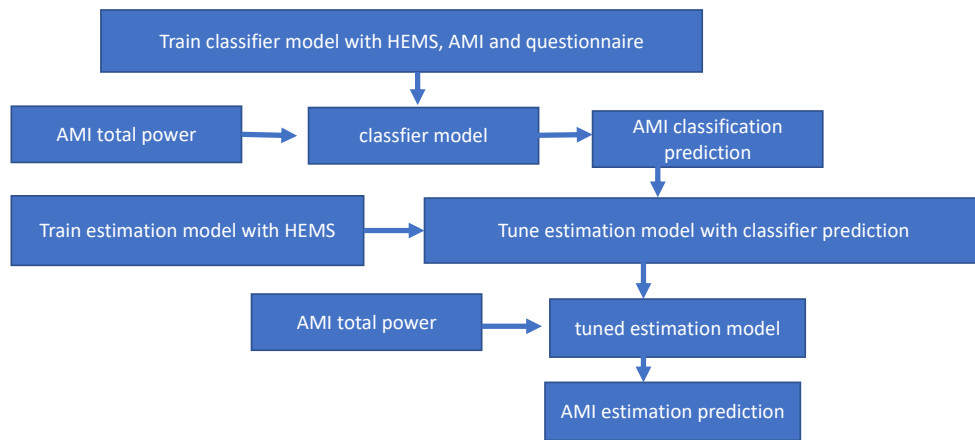 Train classifier model with HEMS, AMI and questionnaire
AMI total power
classfier model
AMI classification
prediction
Train estimation model with HEMS
Tune estimation model with classifier prediction
AMI total power
tuned estimation model
AMI estimation prediction